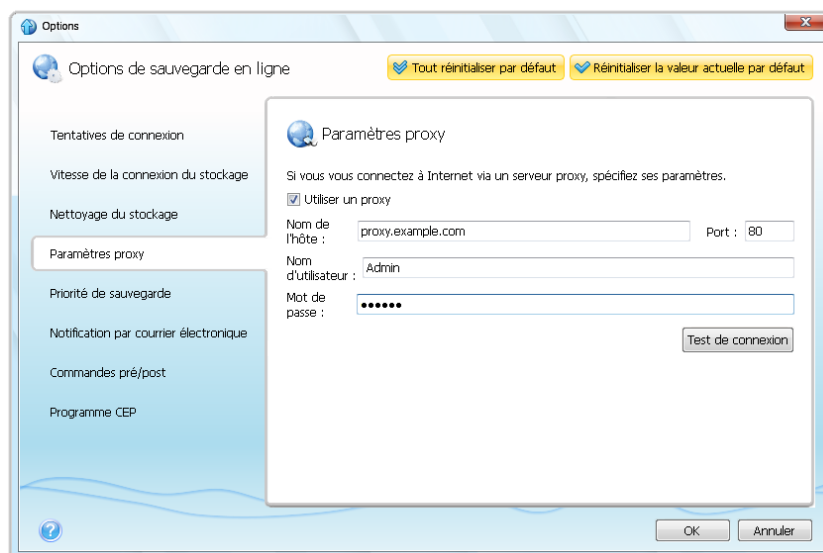 Options
Options de sauvegarde en ligne
Tout réinitialiser par défaut
Réinitialiser la valeur actuelle par défaut
Tentatives de connexion
Vitesse de la connexion du stockage
Nettoyage du stockage
Paramètres proxy
Priorité de sauvegarde
Notification par courrier électronique
Commandes pré/post
Programme CEP
Paramètres proxy
Si vous vous connectez à Internet via un serveur proxy, spécifiez ses paramètres.
Utiliser un proxy
Nom de
l'hôte :
proxy.example.com
Port :
80
Nom
d'utilisateur :
Admin
Mot de
passe :
●●●●●●
Test de connexion
?
OK
Annuler